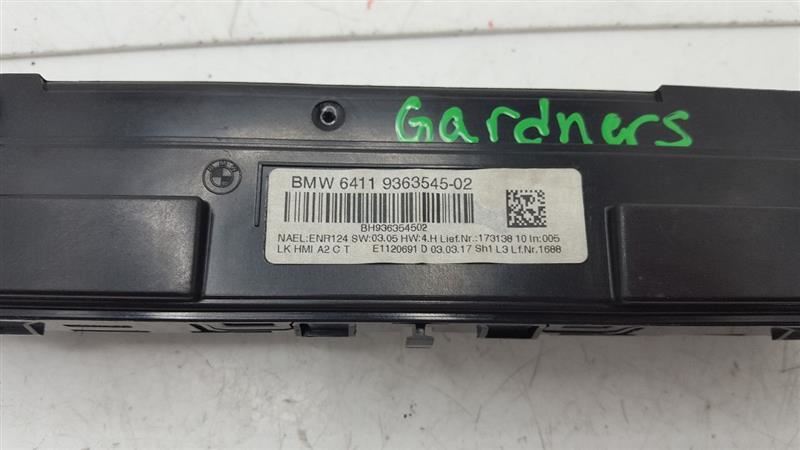 Gardners
BMW 6411 9363545-02
BH936354502
NAEL:ENR124 SW:03.05 HW:4.H Lief.Nr.:173138 10 In:005
LK HMI A2 C T E1120691 D 03.03.17 Sh1 L3 Lf.Nr.1688